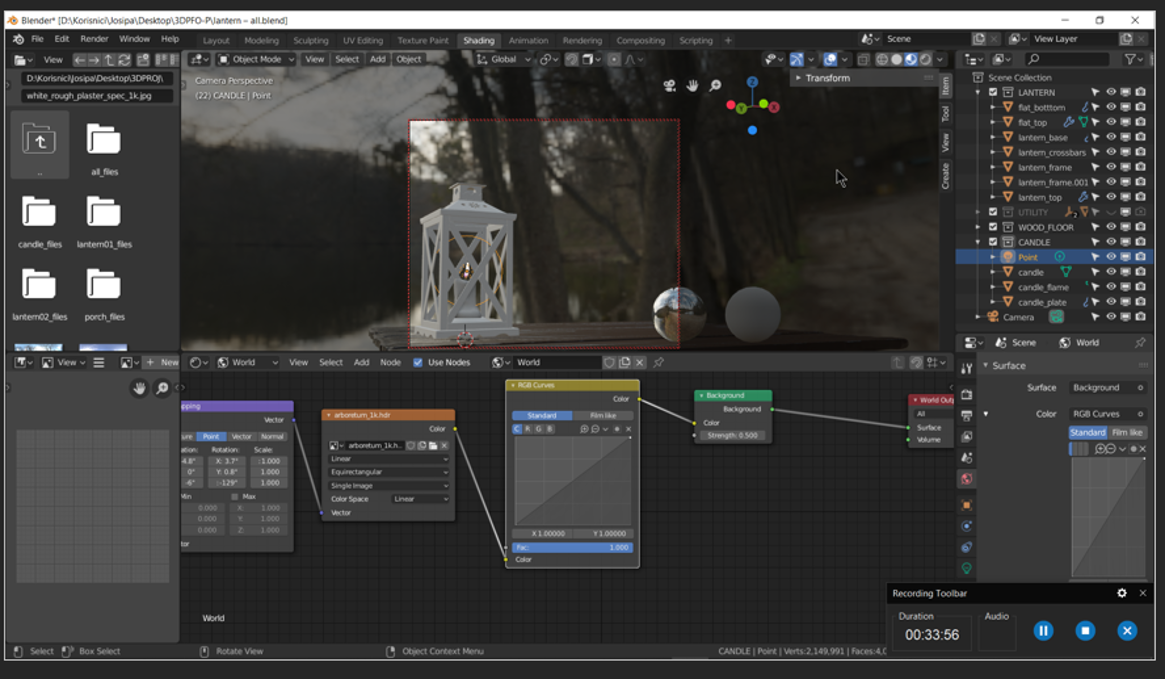 Blender* [D:\Korisnici\Josipa\Desktop\3DPFO-P\lantern - all.blend]
File Edit Render Window Help Layout Modeling Sculpting UV Editing Texture Paint Shading Animation Rendering Compositing Scripting + Scene View Layer
View Object Mode View Select Add Object Global
D:\Korisnici\Josipa\Desktop\3DPROJ\
white_rough_plaster_spec_1k.jpg
..
all_files
candle_files
lantern01_files
lantern02_files
porch_files
Camera Perspective
(22) CANDLE | Point
Transform
Item
Tool
View
Create
Z
Y
X
Scene Collection
LANTERN
flat_botttom
flat_top
lantern_base
lantern_crossbars
lantern_frame
lantern_frame.001
lantern_top
UTILITY 2
WOOD_FLOOR
CANDLE
Point
candle
candle_flame
candle_plate
Camera
View + New
World View Select Add Node Use Nodes World
Scene World
pping
Vector
ure Point Vector Normal
Rotation: Scale:
-4.8° X: 3.7° :1.000
0° Y: 0.8° 1.000
-6° :-129° 1.000
Min Max
0.000 X: 1.000
0.000 Y: 1.000
0.000 Z: 1.000
tor
arboretum_1k.hdr
Color
arboretum_1k.h...
Linear
Equirectangular
Single Image
Color Space Linear
Vector
RGB Curves
Color
Standard Film like
C R G B
X 1.00000 Y 1.00000
Fac: 1.000
Color
Background
Background
Color
Strength: 0.500
World Outp
All
Surface
Volume
Surface
Surface Background
Color RGB Curves
Standard Film like
World
Recording Toolbar
Duration Audio
00:33:56
Select Box Select Rotate View Object Context Menu CANDLE | Point | Verts:2,149,991 | Faces:4,0